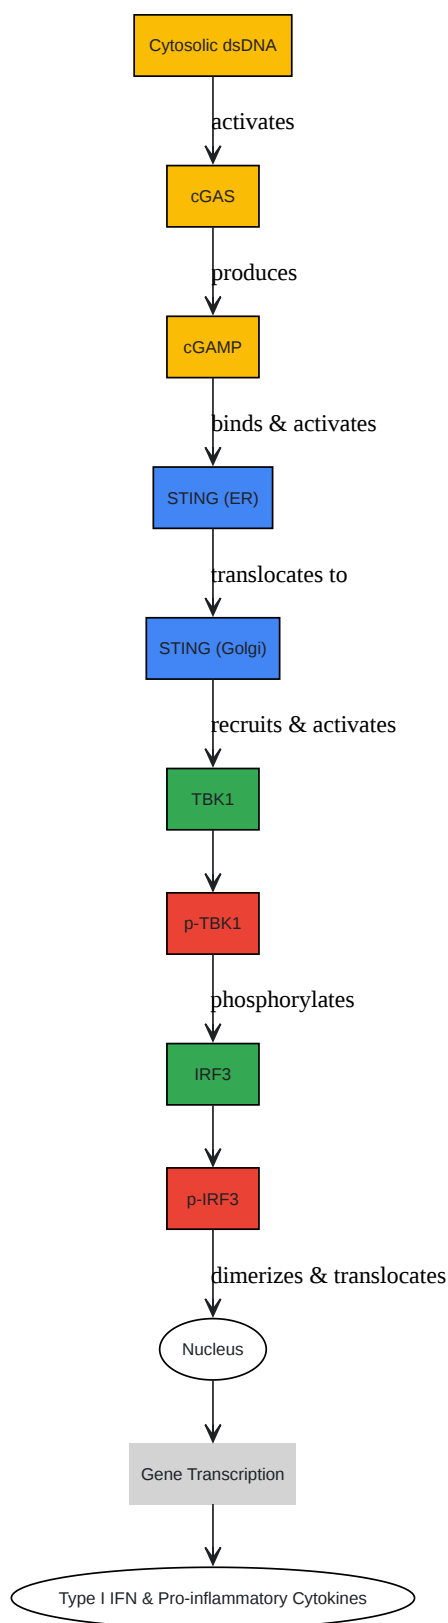 Cytosolic dsDNA
activates
cGAS
produces
cGAMP
binds & activates
STING (ER)
translocates to
STING (Golgi)
recruits & activates
TBK1
p-TBK1
phosphorylates
IRF3
p-IRF3
dimerizes & translocates
Nucleus
Gene Transcription
Type I IFN & Pro-inflammatory Cytokines